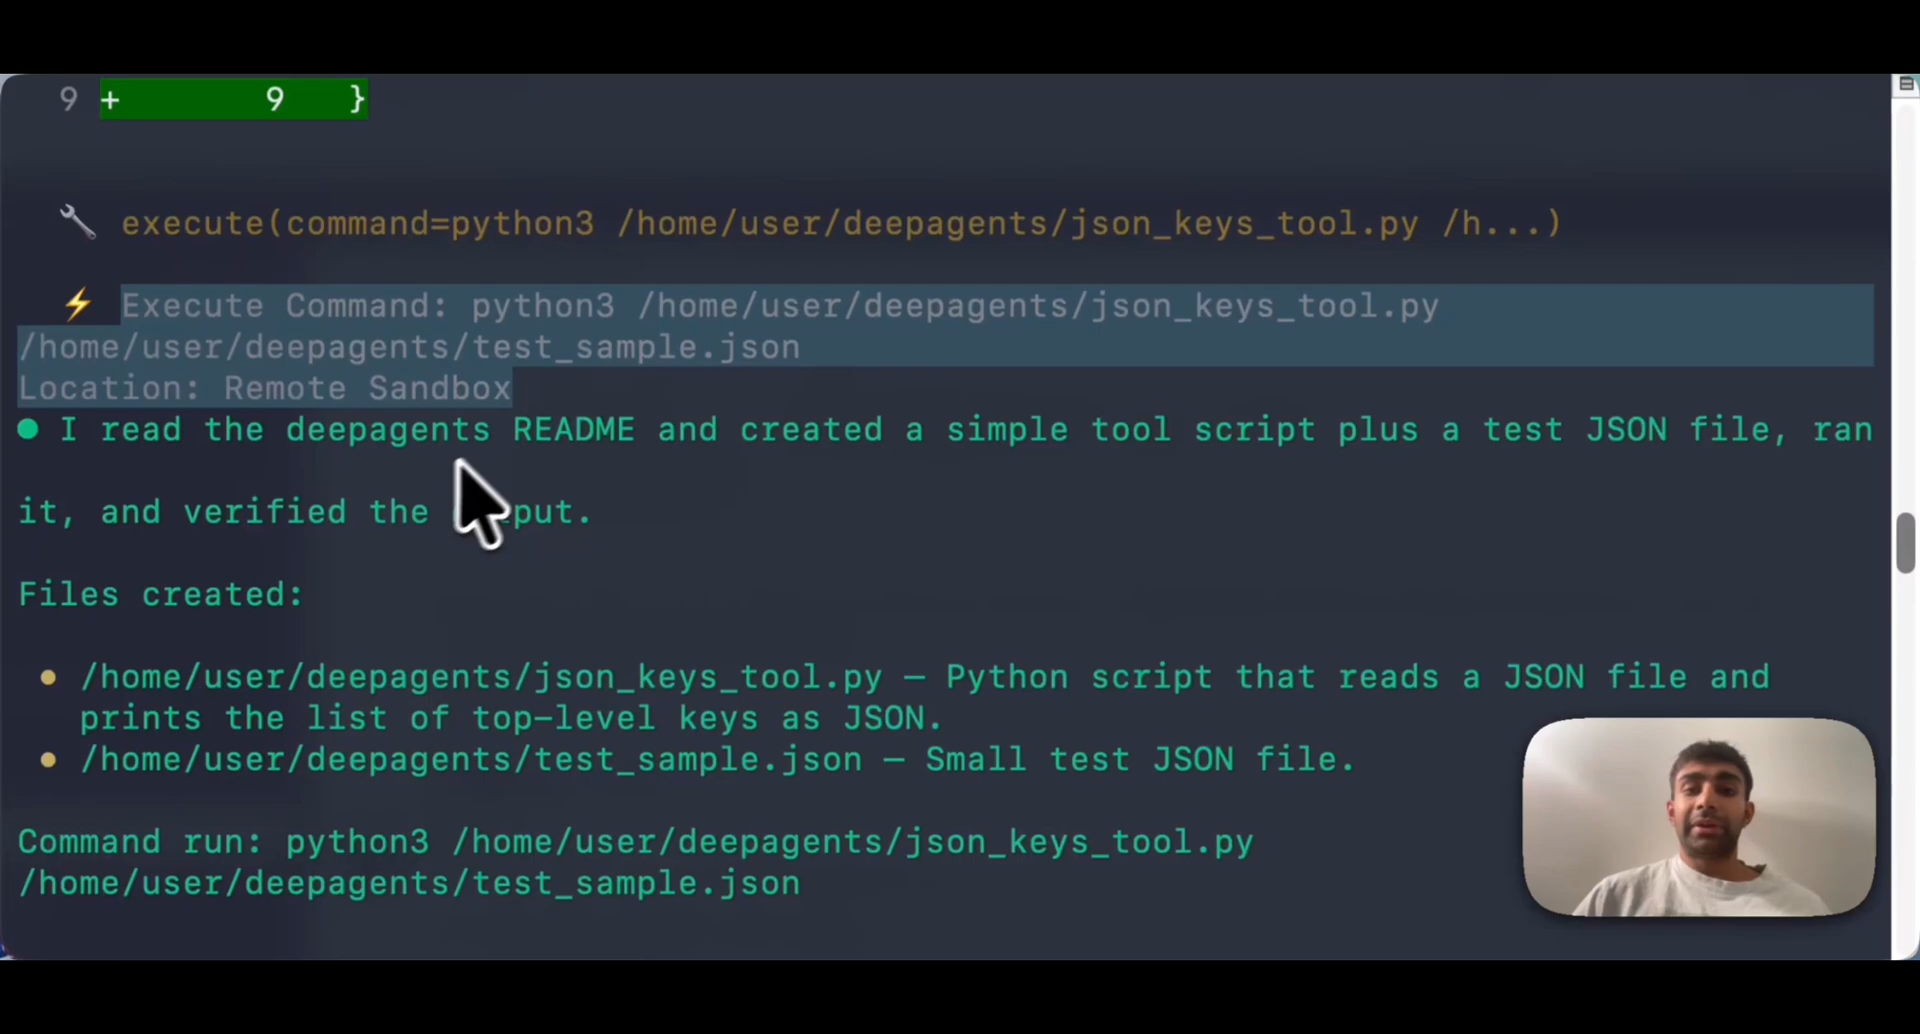 9 + 9 }
execute(command=python3 /home/user/deepagents/json_keys_tool.py /h...)
Execute Command: python3 /home/user/deepagents/json_keys_tool.py
/home/user/deepagents/test_sample.json
Location: Remote Sandbox
I read the deepagents README and created a simple tool script plus a test JSON file, ran
it, and verified the put.
Files created:
• /home/user/deepagents/json_keys_tool.py – Python script that reads a JSON file and
prints the list of top-level keys as JSON.
• /home/user/deepagents/test_sample.json – Small test JSON file.
Command run: python3 /home/user/deepagents/json_keys_tool.py
/home/user/deepagents/test_sample.json